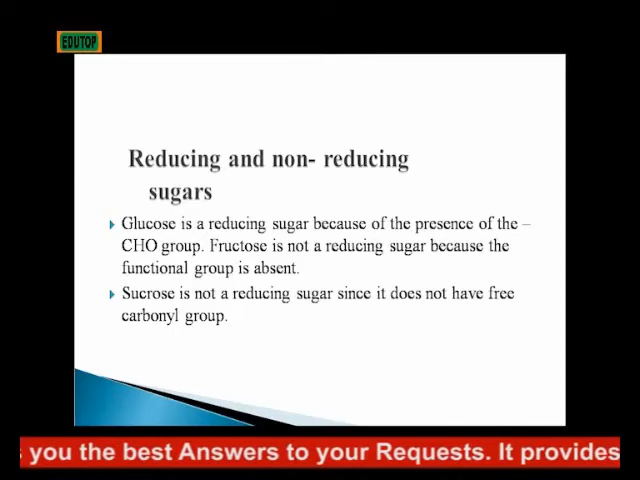 EDUTOP
Reducing and non- reducing
sugars
Glucose is a reducing sugar because of the presence of the –
CHO group. Fructose is not a reducing sugar because the
functional group is absent.
Sucrose is not a reducing sugar since it does not have free
carbonyl group.
you the best Answers to your Requests. It provides